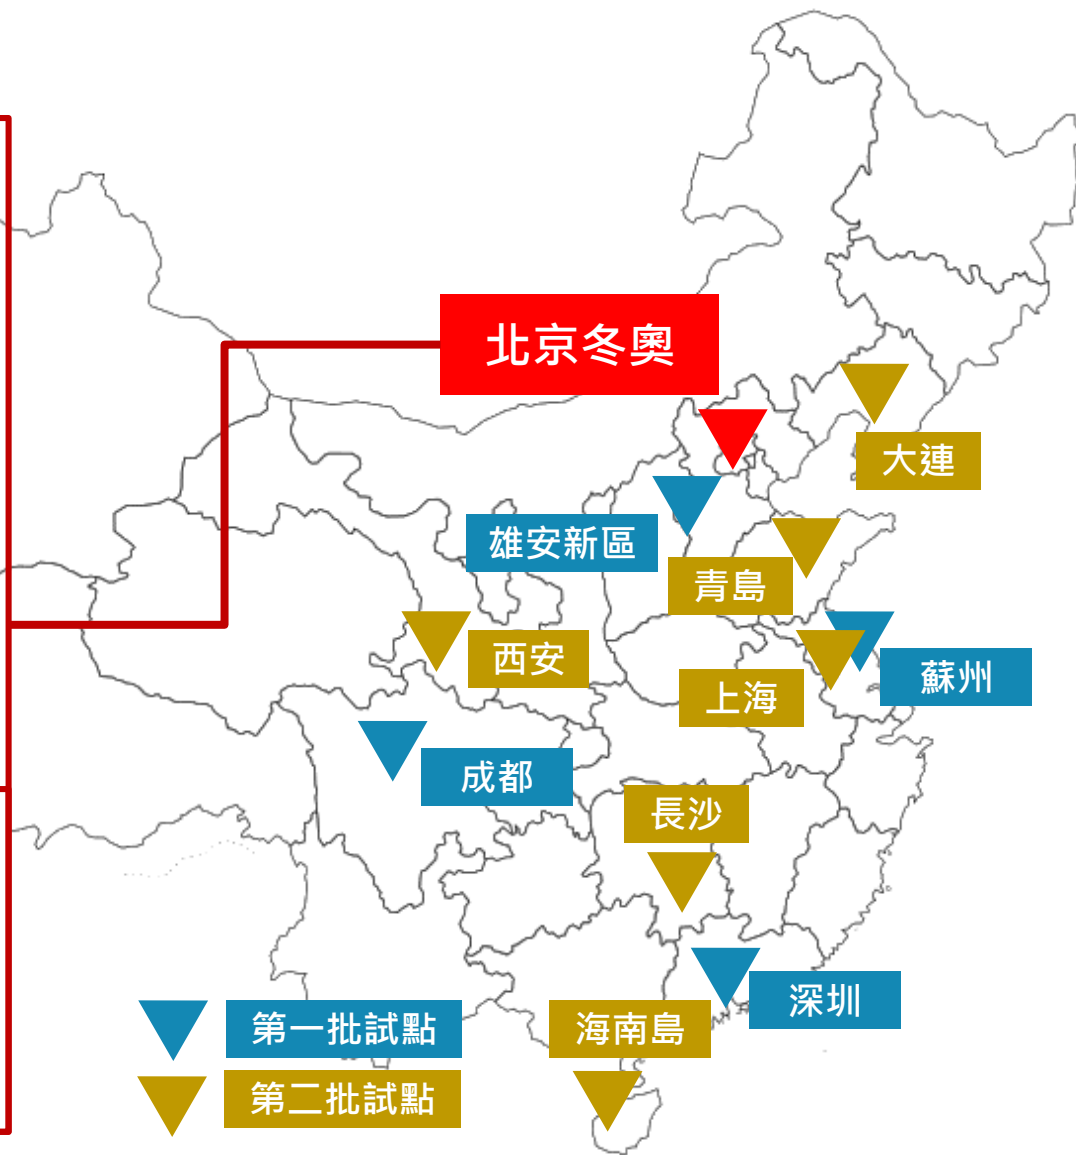 北京冬奧
大連
雄安新區
青島
西安
蘇州
上海
成都
長沙
深圳
第一批試點
海南島
第二批試點